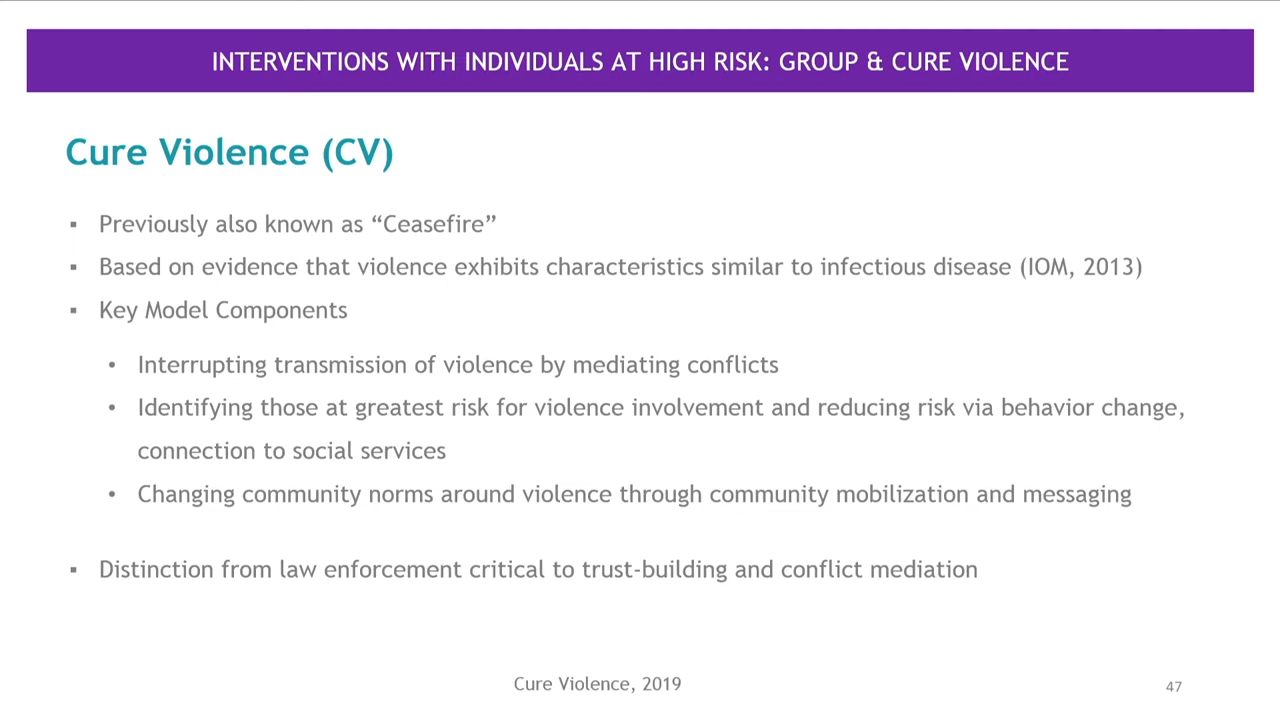 INTERVENTIONS WITH INDIVIDUALS AT HIGH RISK: GROUP & CURE VIOLENCE
Cure Violence (CV)
▪ Previously also known as “Ceasefire”
▪ Based on evidence that violence exhibits characteristics similar to infectious disease (IOM, 2013)
▪ Key Model Components
• Interrupting transmission of violence by mediating conflicts
• Identifying those at greatest risk for violence involvement and reducing risk via behavior change,
connection to social services
• Changing community norms around violence through community mobilization and messaging
▪ Distinction from law enforcement critical to trust-building and conflict mediation
Cure Violence, 2019
47